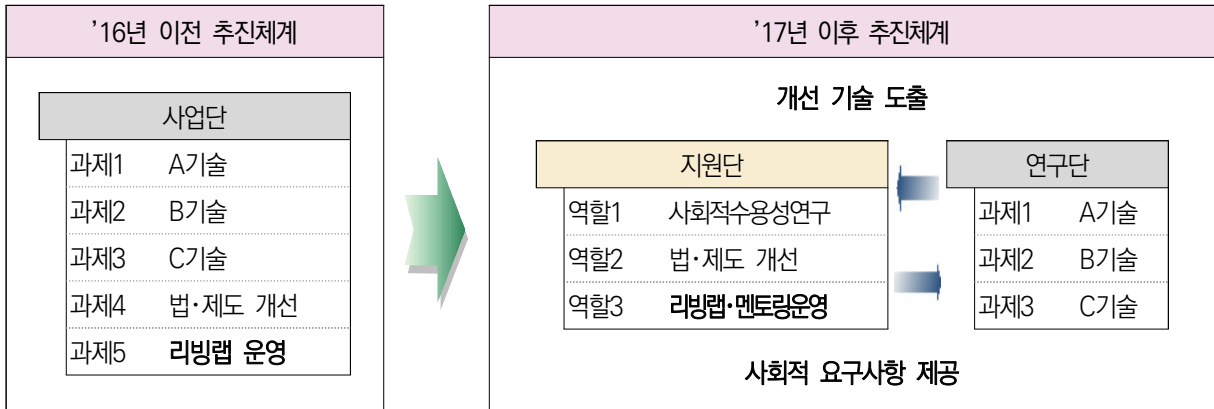 ’16년 이전 추진체계
사업단
과제1 A기술
과제2 B기술
과제3 C기술
과제4 법·제도 개선
과제5 리빙랩 운영
’17년 이후 추진체계
개선 기술 도출
지원단
역할1 사회적수용성연구
역할2 법·제도 개선
역할3 리빙랩·멘토링운영
연구단
과제1 A기술
과제2 B기술
과제3 C기술
사회적 요구사항 제공